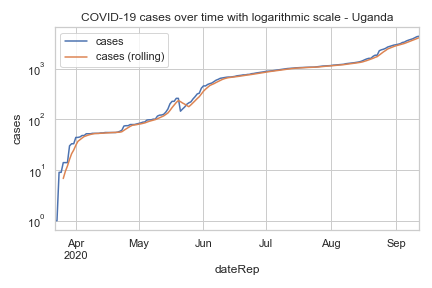 COVID-19 cases over time with logarithmic scale - Uganda
cases
cases (rolling)
10³
10²
10¹
10⁰
cases
Apr
2020
May
Jun
Jul
Aug
Sep
dateRep